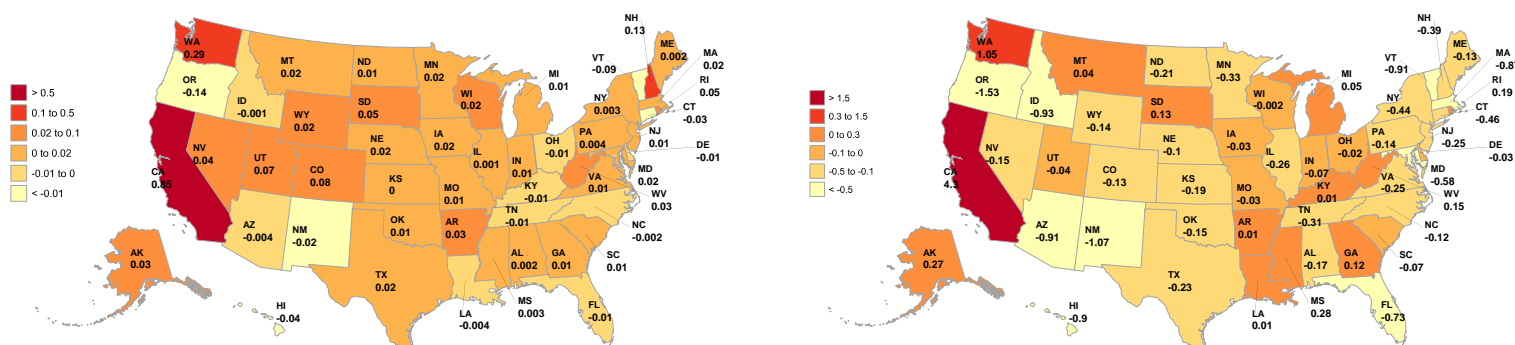 > 0.5
0.1 to 0.5
0.02 to 0.1
0 to 0.02
-0.01 to 0
< -0.01
WA
0.29
OR
-0.14
CA
0.85
NV
0.04
ID
-0.001
MT
0.02
WY
0.02
UT
0.07
CO
0.08
AZ
-0.004
NM
-0.02
ND
0.01
SD
0.05
NE
0.02
KS
0
OK
0.01
TX
0.02
MN
0.02
IA
0.02
MO
0.01
AR
0.03
LA
-0.004
WI
0.02
IL
0.001
MI
0.01
IN
0.01
OH
-0.01
KY
-0.01
TN
-0.01
MS
0.003
AL
0.002
GA
0.01
FL
-0.01
SC
0.01
NC
-0.002
VA
0.01
WV
0.03
MD
0.02
DE
-0.01
NJ
0.01
PA
0.004
NY
0.003
CT
-0.03
RI
0.05
MA
0.02
ME
0.002
NH
0.13
VT
-0.09
AK
0.03
HI
-0.04
> 1.5
0.3 to 1.5
0 to 0.3
-0.1 to 0
-0.5 to -0.1
< -0.5
WA
1.05
OR
-1.53
CA
4.3
NV
-0.15
ID
-0.93
MT
0.04
WY
-0.14
UT
-0.04
CO
-0.13
AZ
-0.91
NM
-1.07
ND
-0.21
SD
0.13
NE
-0.1
KS
-0.19
OK
-0.15
TX
-0.23
MN
-0.33
IA
-0.03
MO
-0.03
AR
0.01
LA
0.01
WI
-0.002
IL
-0.26
MI
0.05
IN
-0.07
OH
-0.02
KY
0.01
TN
-0.31
MS
0.28
AL
-0.17
GA
0.12
FL
-0.73
SC
-0.07
NC
-0.12
VA
-0.25
WV
0.15
MD
-0.58
DE
-0.03
NJ
-0.25
PA
-0.14
NY
-0.44
CT
-0.46
RI
0.19
MA
ME
-0.13
NH
-0.39
VT
-0.91
AK
0.27
HI
-0.9